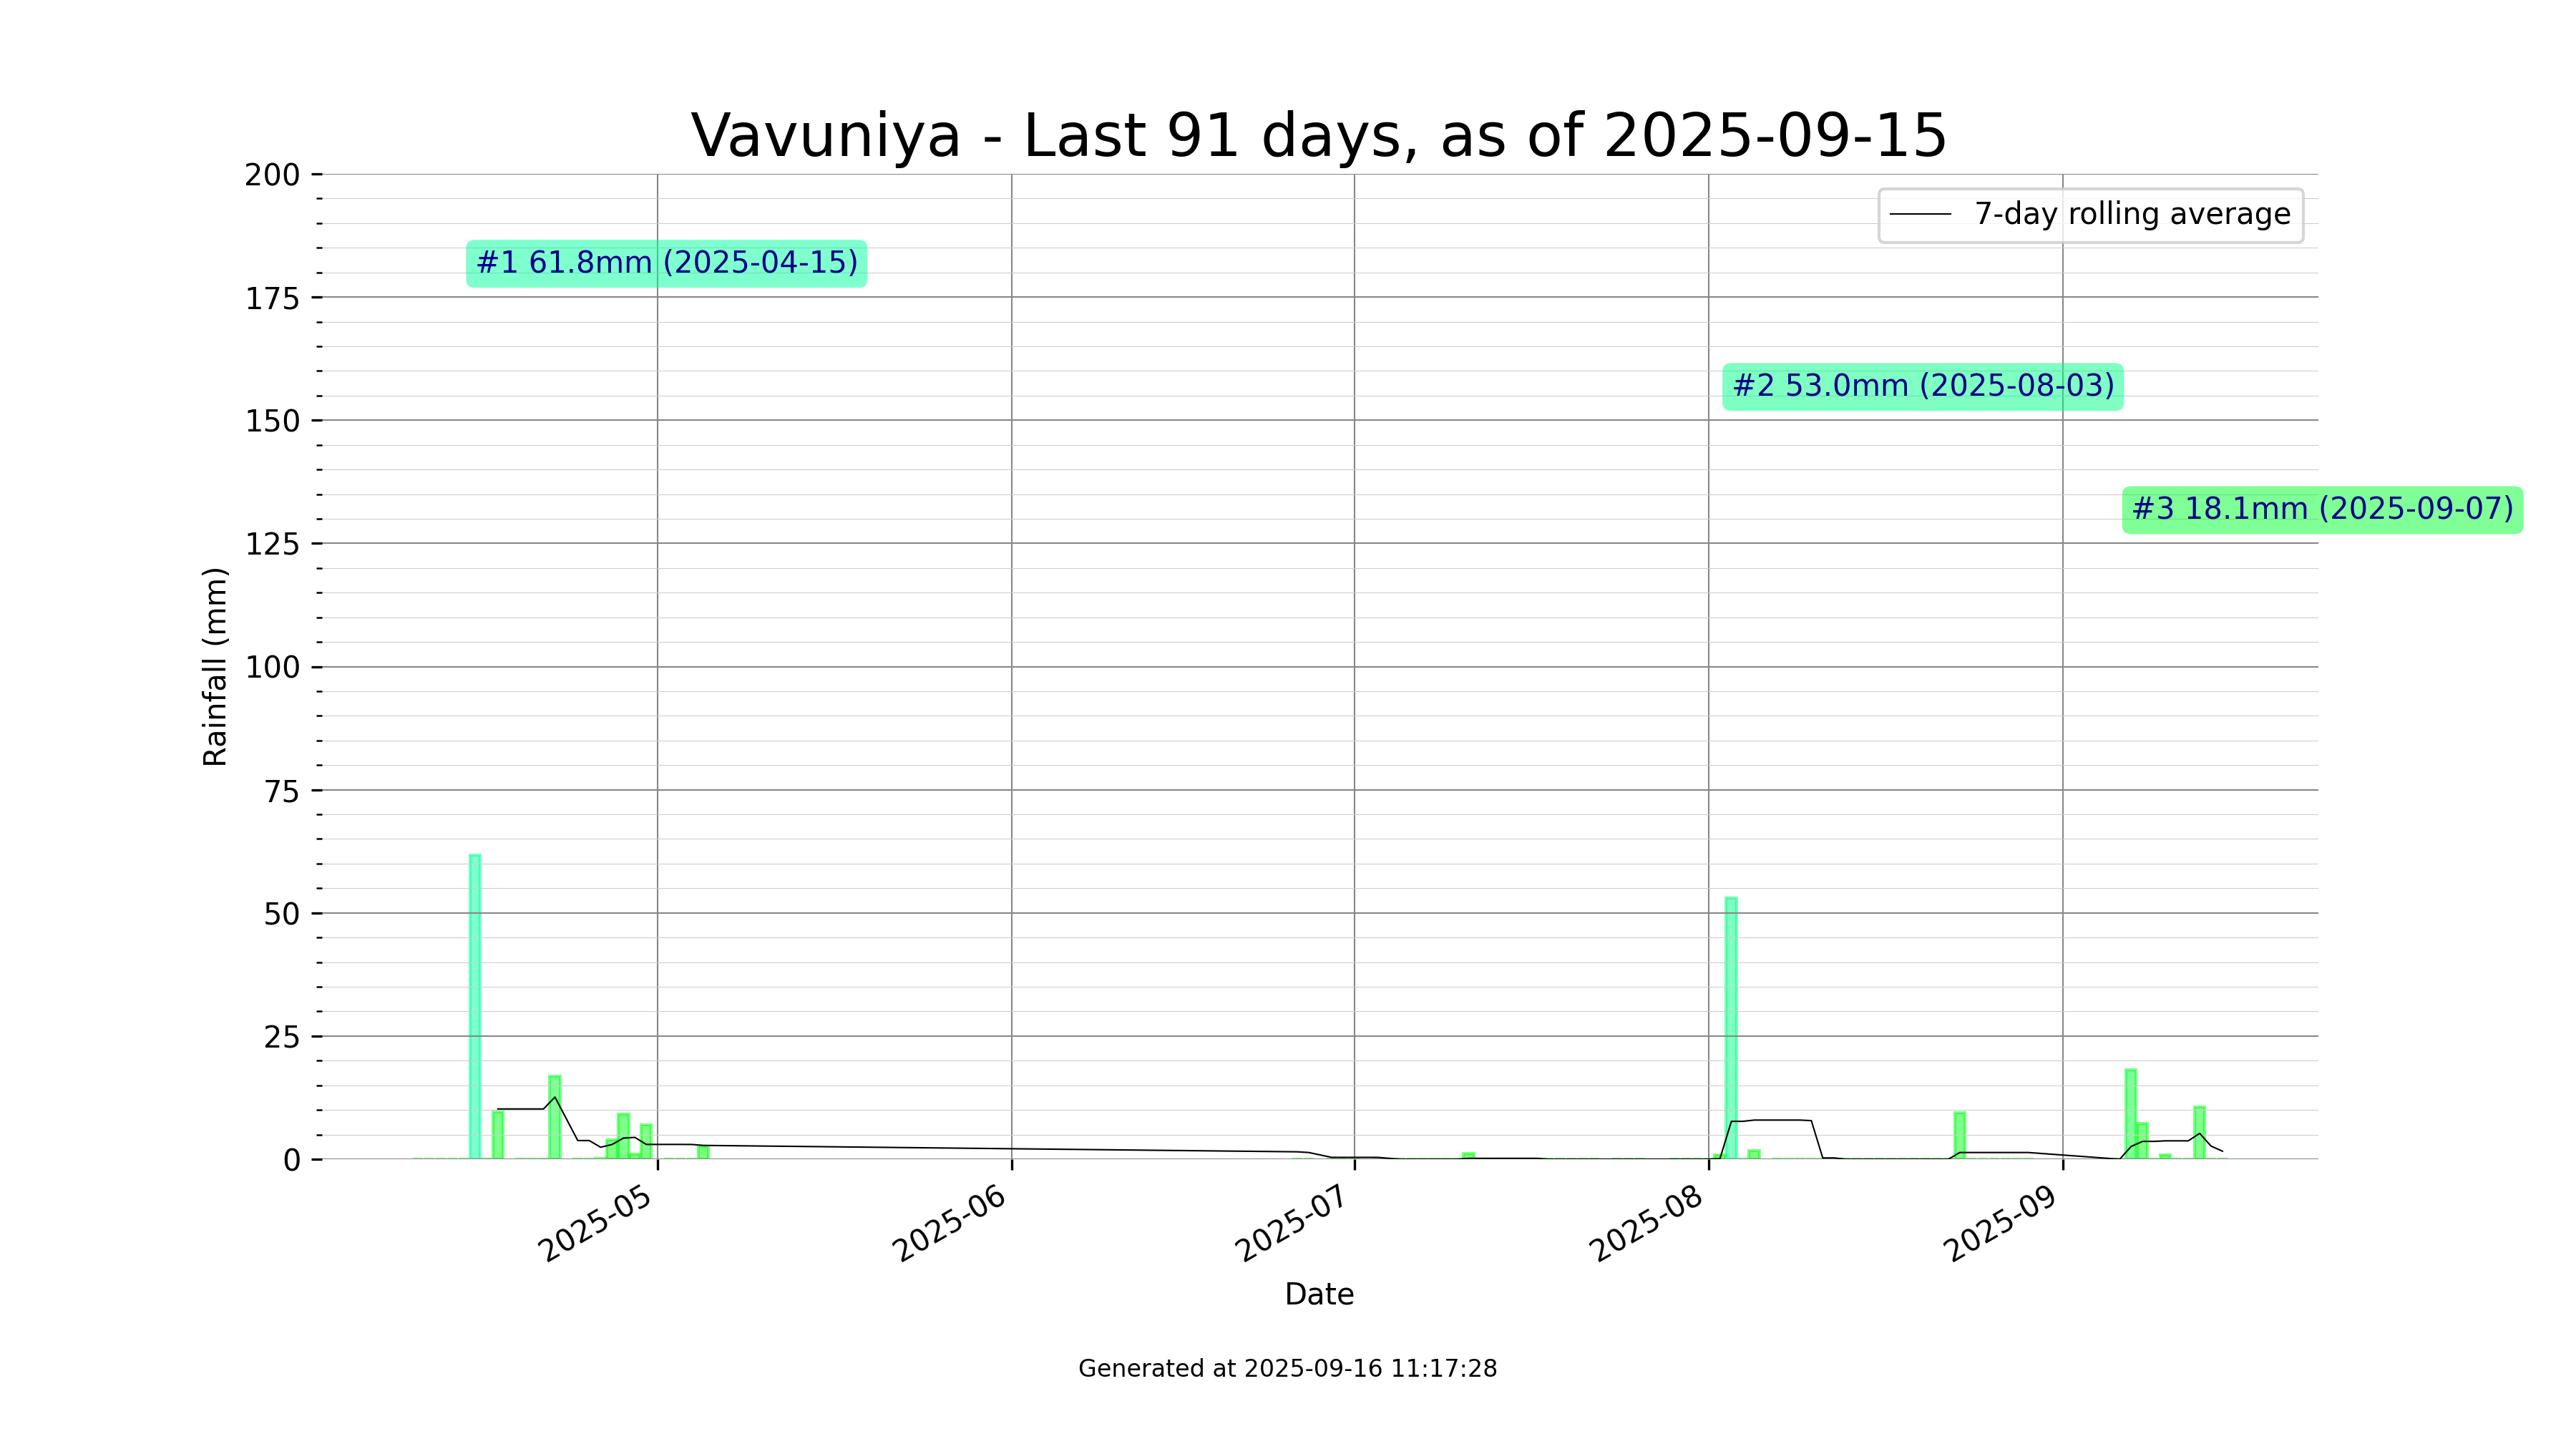 Vavuniya - Last 91 days, as of 2025-09-15
200
175
150
125
100
75
50
25
0
Rainfall (mm)
7-day rolling average
#1 61.8mm (2025-04-15)
#2 53.0mm (2025-08-03)
#3 18.1mm (2025-09-07)
2025-05
2025-06
2025-07
2025-08
2025-09
Date
Generated at 2025-09-16 11:17:28